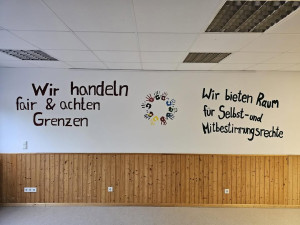 Wir handeln
fair & achten
Grenzen
Wir bieten Raum
für Selbst- und
Mitbestimmungsrechte